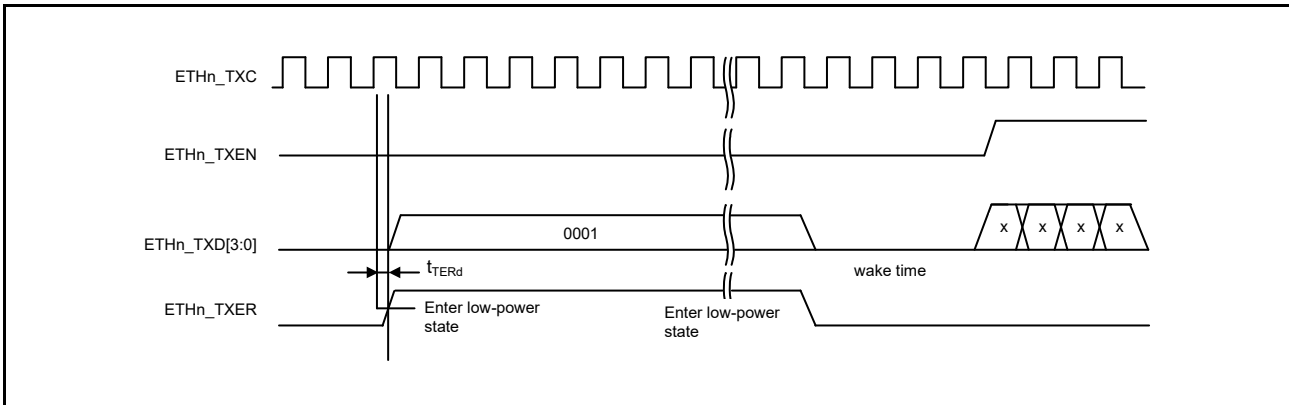 ETHn_TXC
ETHn_TXEN
ETHn_TXD[3:0]
0001
x x x x
tTERd
wake time
ETHn_TXER
Enter low-power
state
Enter low-power
state